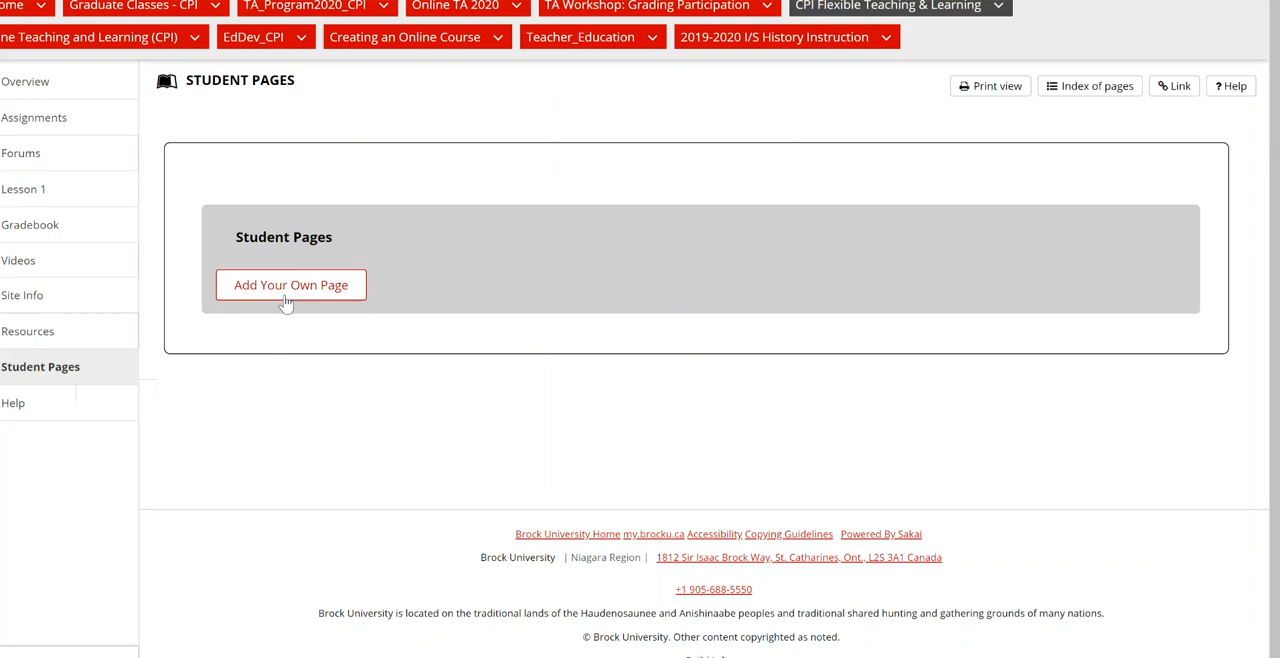 ome Graduate Classes - CPI TA_Program2020_CPI Online TA 2020 TA Workshop: Grading Participation CPI Flexible Teaching & Learning
ne Teaching and Learning (CPI) EdDev_CPI Creating an Online Course Teacher_Education 2019-2020 I/S History Instruction
Overview
Assignments
Forums
Lesson 1
Gradebook
Videos
Site Info
Resources
Student Pages
Help
STUDENT PAGES
Print view Index of pages Link ? Help
Student Pages
Add Your Own Page
Brock University Home my.brocku.ca Accessibility Copying Guidelines Powered By Sakai
Brock University | Niagara Region | 1812 Sir Isaac Brock Way, St. Catharines, Ont., L2S 3A1 Canada
+1 905-688-5550
Brock University is located on the traditional lands of the Haudenosaunee and Anishinaabe peoples and traditional shared hunting and gathering grounds of many nations.
© Brock University. Other content copyrighted as noted.